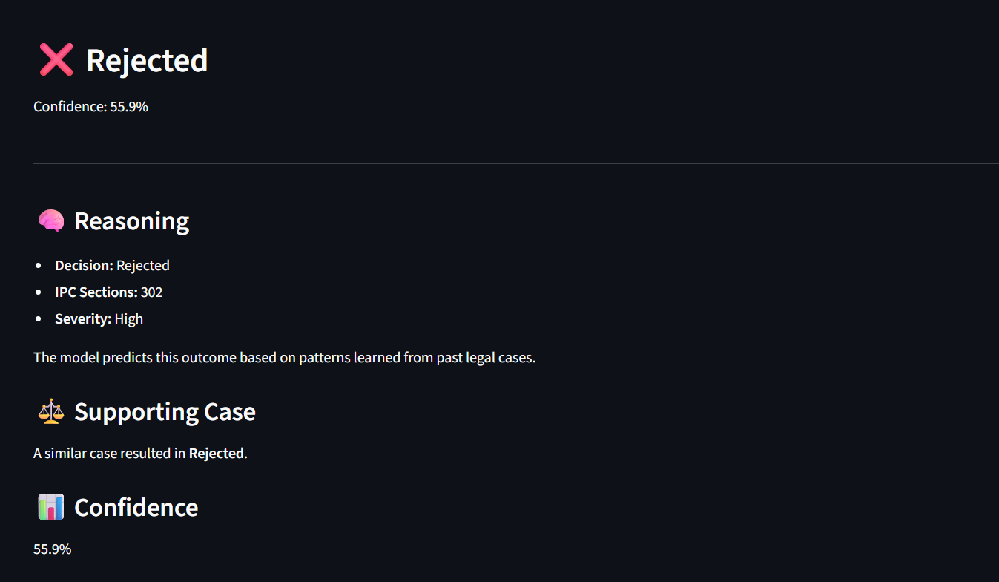 ❌ Rejected
Confidence: 55.9%
🧠 Reasoning
• Decision: Rejected
• IPC Sections: 302
• Severity: High
The model predicts this outcome based on patterns learned from past legal cases.
⚖️ Supporting Case
A similar case resulted in Rejected.
📊 Confidence
55.9%